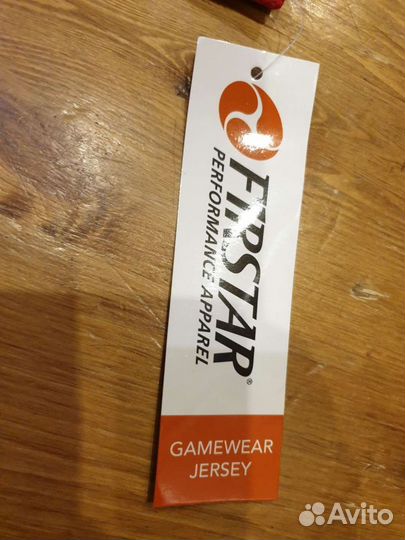 FIRSTAR®
PERFORMANCE APPAREL
GAMEWEAR
JERSEY
Avito